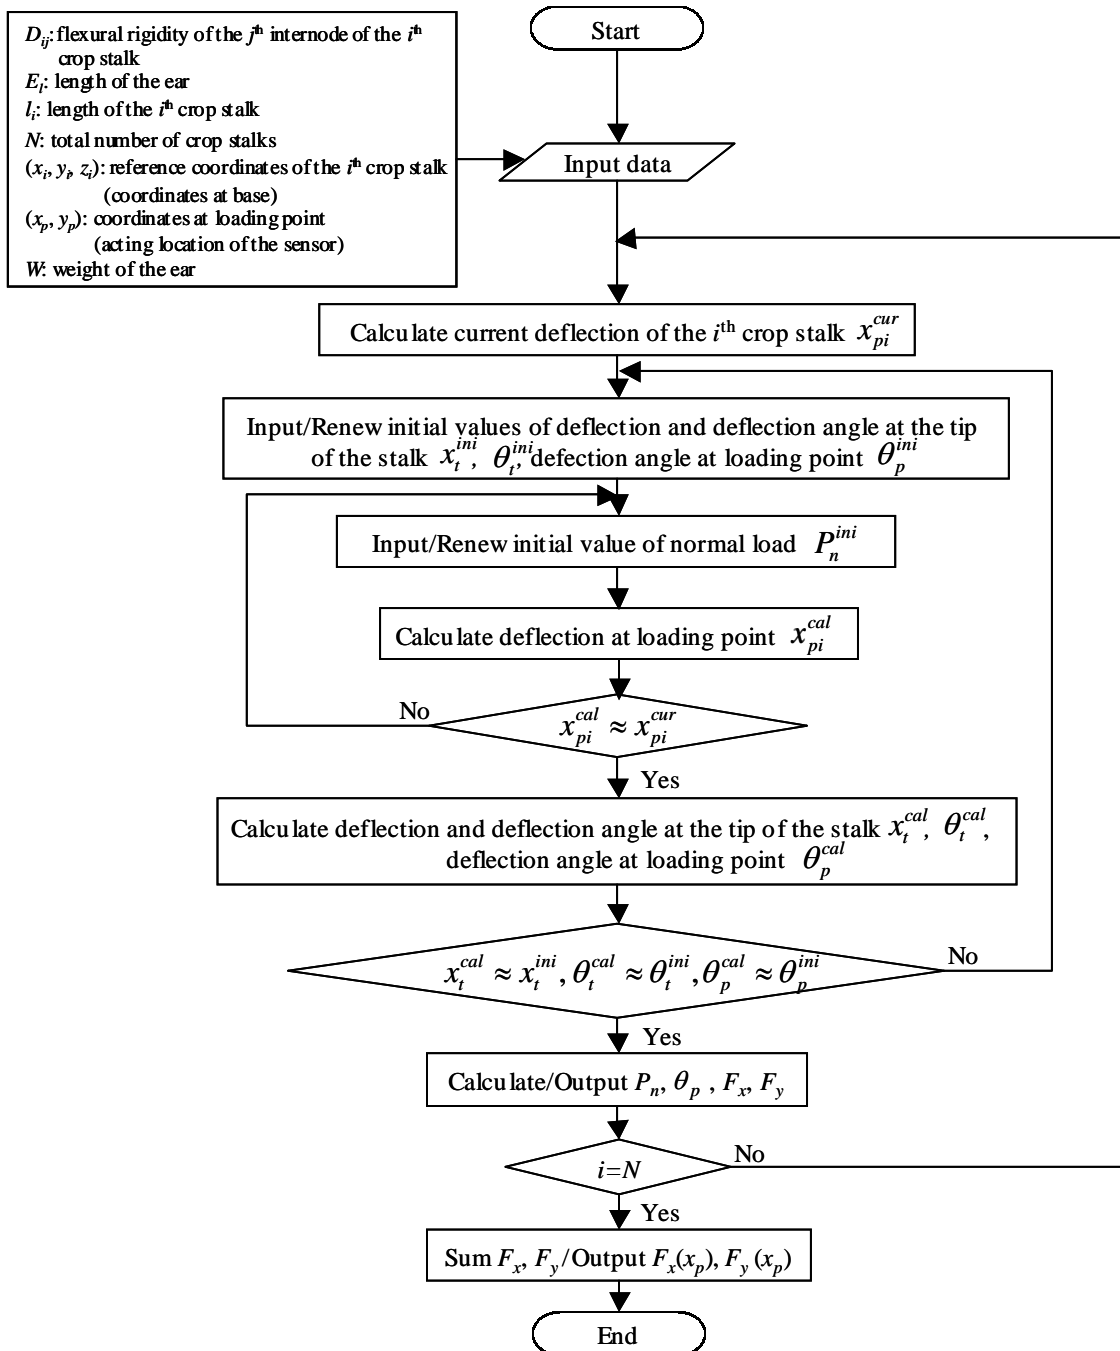 Start
D_ij: flexural rigidity of the j^th internode of the i^th
crop stalk
E_l: length of the ear
l_i: length of the i^th crop stalk
N: total number of crop stalks
(x_i, y_i, z_i): reference coordinates of the i^th crop stalk
(coordinates at base)
(x_p, y_p): coordinates at loading point
(acting location of the sensor)
W: weight of the ear
Input data
Calculate current deflection of the i^th crop stalk x_pi^cur
Input/Renew initial values of deflection and deflection angle at the tip
of the stalk x_t^ini, θ_t^ini, defection angle at loading point θ_p^ini
Input/Renew initial value of normal load P_n^ini
Calculate deflection at loading point x_pi^cal
No
x_pi^cal ≈ x_pi^cur
Yes
Calculate deflection and deflection angle at the tip of the stalk x_t^cal, θ_t^cal,
deflection angle at loading point θ_p^cal
No
x_t^cal ≈ x_t^ini, θ_t^cal ≈ θ_t^ini, θ_p^cal ≈ θ_p^ini
Yes
Calculate/Output P_n, θ_p , F_x, F_y
No
i=N
Yes
Sum F_x, F_y/Output F_x(x_p), F_y (x_p)
End